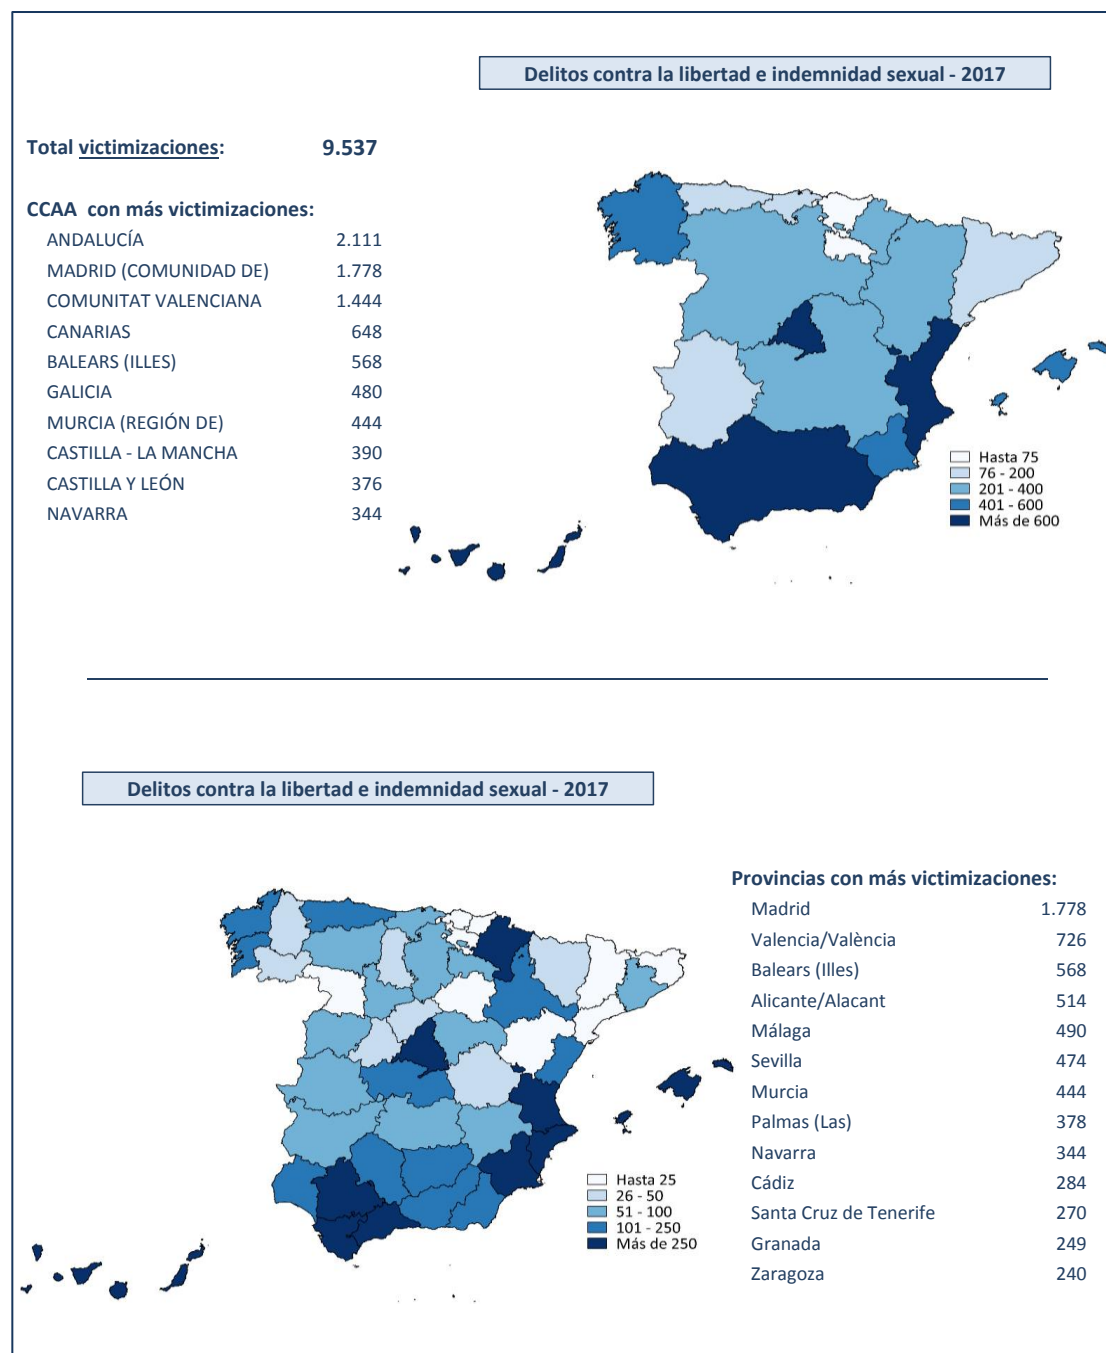 Delitos contra la libertad e indemnidad sexual - 2017
Total victimizaciones: 9.537
CCAA con más victimizaciones:
ANDALUCÍA 2.111
MADRID (COMUNIDAD DE) 1.778
COMUNITAT VALENCIANA 1.444
CANARIAS 648
BALEARS (ILLES) 568
GALICIA 480
MURCIA (REGIÓN DE) 444
CASTILLA - LA MANCHA 390
CASTILLA Y LEÓN 376
NAVARRA 344
Hasta 75
76 - 200
201 - 400
401 - 600
Más de 600
Delitos contra la libertad e indemnidad sexual - 2017
Provincias con más victimizaciones:
Madrid 1.778
Valencia/València 726
Balears (Illes) 568
Alicante/Alacant 514
Málaga 490
Sevilla 474
Murcia 444
Palmas (Las) 378
Navarra 344
Cádiz 284
Santa Cruz de Tenerife 270
Granada 249
Zaragoza 240
Hasta 25
26 - 50
51 - 100
101 - 250
Más de 250